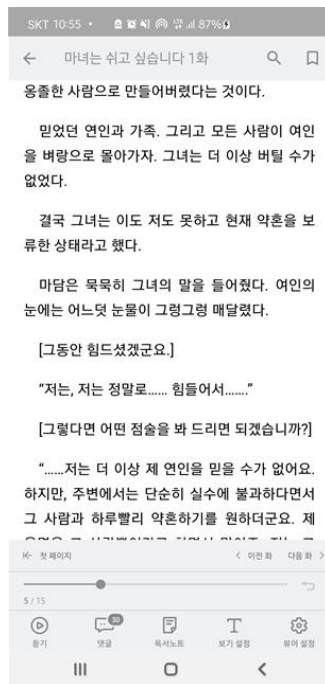 SKT 10:55 • LTE 87%
마녀는 쉬고 싶습니다 1화
옹졸한 사람으로 만들어버렸다는 것이다.
믿었던 연인과 가족. 그리고 모든 사람이 여인
을 벼랑으로 몰아가자. 그녀는 더 이상 버틸 수가
없었다.
결국 그녀는 이도 저도 못하고 현재 약혼을 보
류한 상태라고 했다.
마담은 묵묵히 그녀의 말을 들어줬다. 여인의
눈에는 어느덧 눈물이 그렁그렁 매달렸다.
[그동안 힘드셨겠군요.]
“저는, 저는 정말로...... 힘들어서.......”
[그렇다면 어떤 점술을 봐 드리면 되겠습니까?]
“......저는 더 이상 제 연인을 믿을 수가 없어요.
하지만, 주변에서는 단순히 실수에 불과하다면서
그 사람과 하루빨리 약혼하기를 원하더군요. 제
첫 페이지 이전 화 다음 화
5 / 15
30
듣기 댓글 독서노트 보기 설정 뷰어 설정